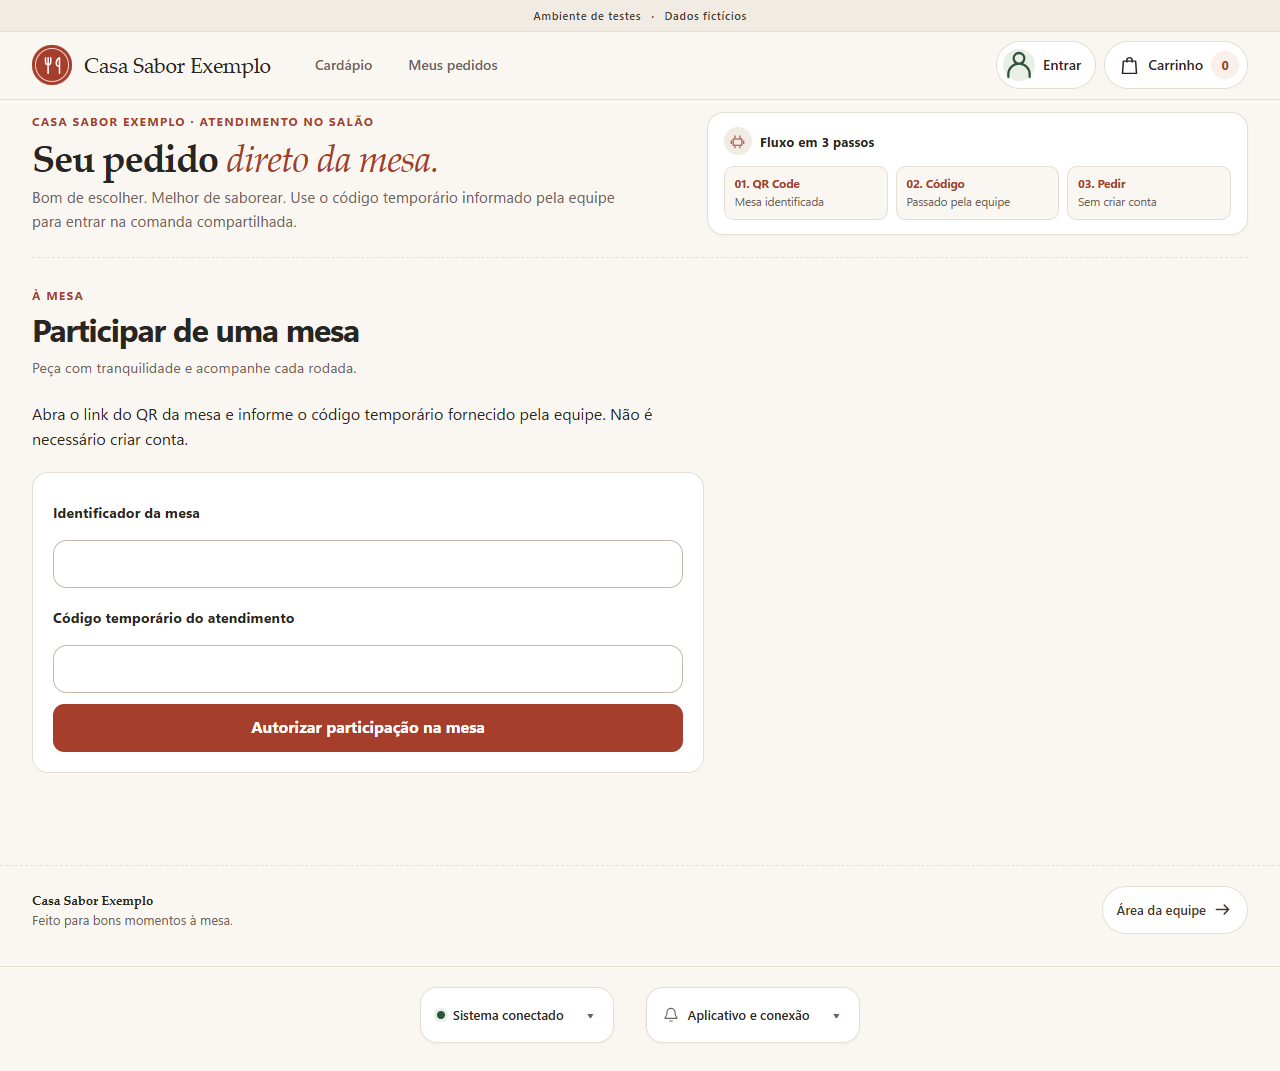 Ambiente de testes · Dados fictícios
Casa Sabor Exemplo
Cardápio
Meus pedidos
Entrar
Carrinho
0
CASA SABOR EXEMPLO · ATENDIMENTO NO SALÃO
Seu pedido direto da mesa.
Bom de escolher. Melhor de saborear. Use o código temporário informado pela equipe
para entrar na comanda compartilhada.
Fluxo em 3 passos
01. QR Code
Mesa identificada
02. Código
Passado pela equipe
03. Pedir
Sem criar conta
À MESA
Participar de uma mesa
Peça com tranquilidade e acompanhe cada rodada.
Abra o link do QR da mesa e informe o código temporário fornecido pela equipe. Não é
necessário criar conta.
Identificador da mesa
Código temporário do atendimento
Autorizar participação na mesa
Casa Sabor Exemplo
Feito para bons momentos à mesa.
Área da equipe
Sistema conectado
Aplicativo e conexão